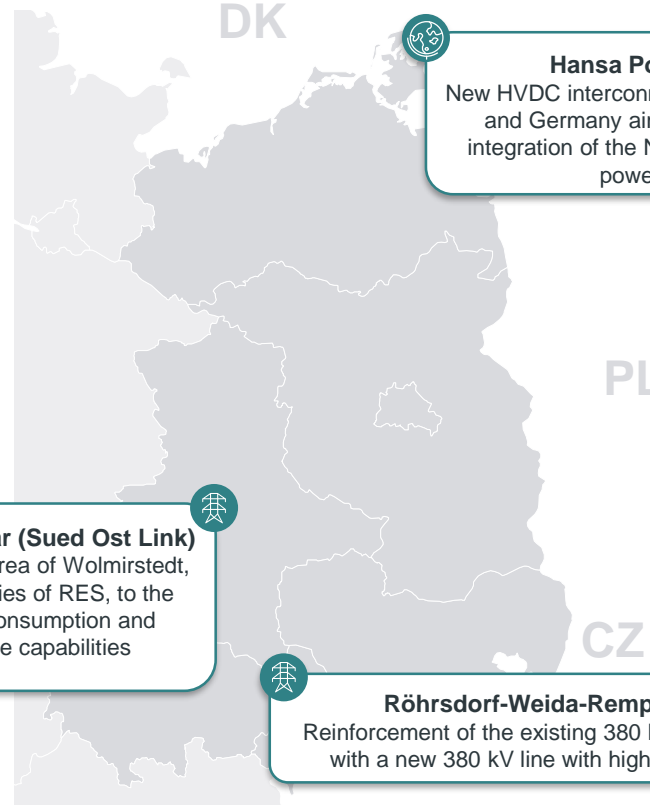 DK
Hansa Po
New HVDC interconn
and Germany air
integration of the N
powe
PL
ar (Sued Ost Link)
rea of Wolmirstedt,
ies of RES, to the
onsumption and
e capabilities
CZ
Röhrsdorf-Weida-Remp
Reinforcement of the existing 380
with a new 380 kV line with high